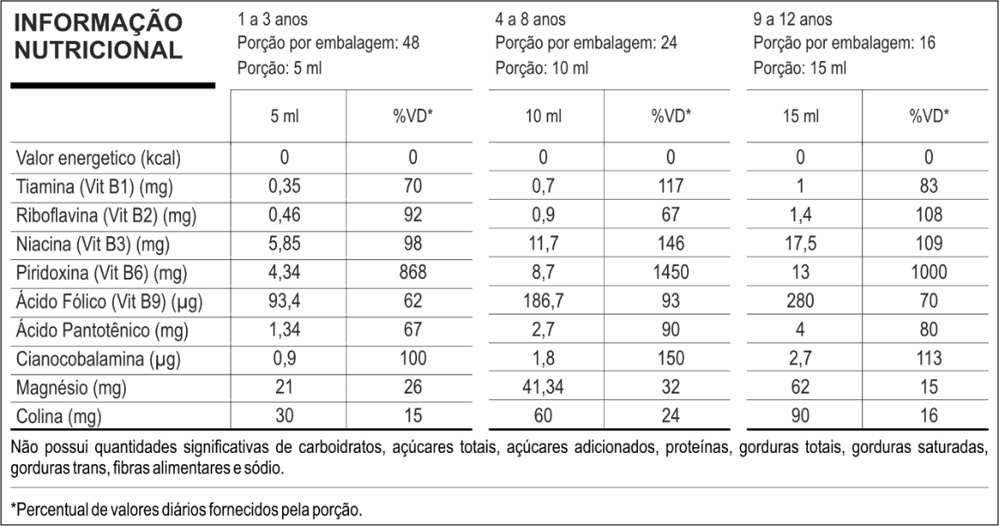 INFORMAÇÃO
NUTRICIONAL
1 a 3 anos
Porção por embalagem: 48
Porção: 5 ml
4 a 8 anos
Porção por embalagem: 24
Porção: 10 ml
9 a 12 anos
Porção por embalagem: 16
Porção: 15 ml
5 ml %VD* 10 ml %VD* 15 ml %VD*
Valor energetico (kcal) 0 0 0 0 0 0
Tiamina (Vit B1) (mg) 0,35 70 0,7 117 1 83
Riboflavina (Vit B2) (mg) 0,46 92 0,9 67 1,4 108
Niacina (Vit B3) (mg) 5,85 98 11,7 146 17,5 109
Piridoxina (Vit B6) (mg) 4,34 868 8,7 1450 13 1000
Ácido Fólico (Vit B9) (µg) 93,4 62 186,7 93 280 70
Ácido Pantotênico (mg) 1,34 67 2,7 90 4 80
Cianocobalamina (µg) 0,9 100 1,8 150 2,7 113
Magnésio (mg) 21 26 41,34 32 62 15
Colina (mg) 30 15 60 24 90 16
Não possui quantidades significativas de carboidratos, açúcares totais, açúcares adicionados, proteínas, gorduras totais, gorduras saturadas,
gorduras trans, fibras alimentares e sódio.
*Percentual de valores diários fornecidos pela porção.